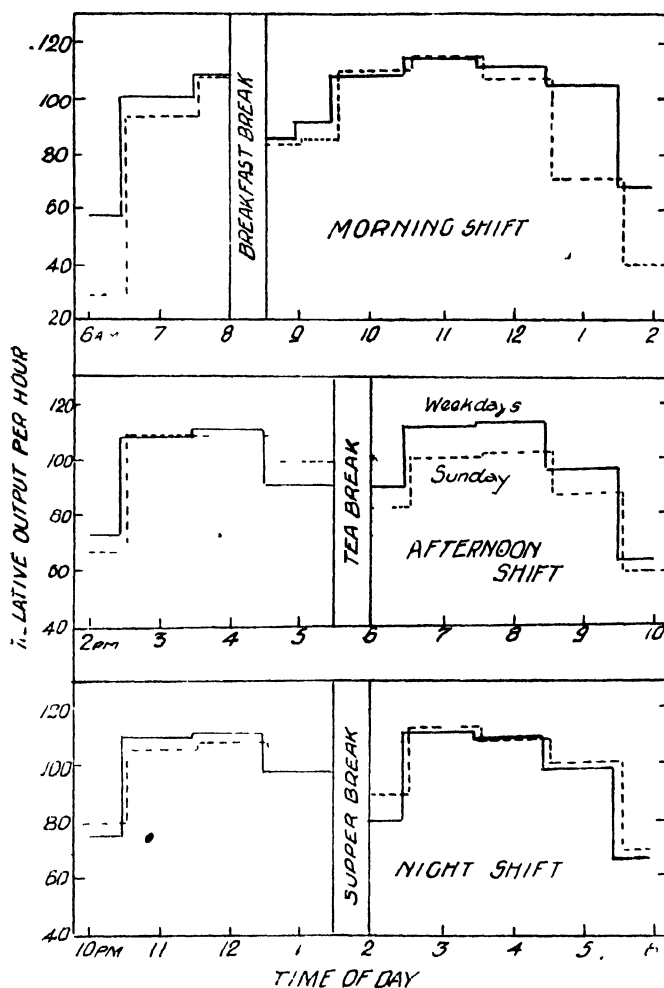 .120
100
80
60
40
20
BREAKFAST BREAK
MORNING SHIFT
6AM 7 8 9 10 11 12 1 2
LATIVE OUTPUT PER HOUR
120
100
80
60
40
Weekdays
Sunday
TEA BREAK
AFTERNOON
SHIFT
2PM 3 4 5 6 7 8 9 10
120
100
80
60
40
SUPPER BREAK
NIGHT SHIFT
10PM 11 12 1 2 3 4 5
TIME OF DAY